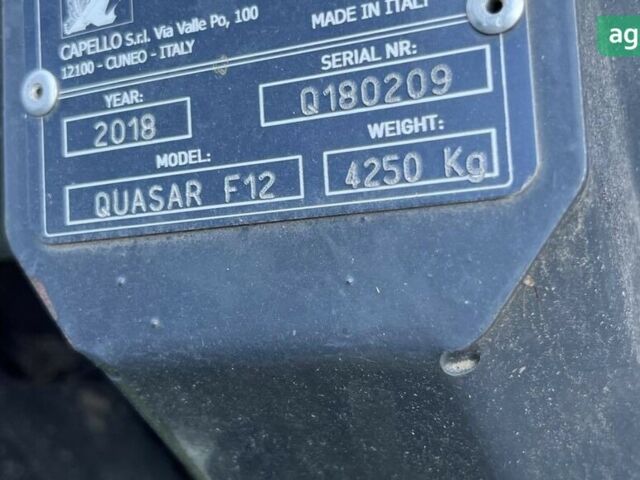 MADE IN ITALY
CAPELLO S.r.l. Via Valle Po, 100
12100 - CUNEO - ITALY
YEAR:
2018
SERIAL NR:
Q180209
MODEL:
QUASAR F12
WEIGHT:
4250 Kg
ag